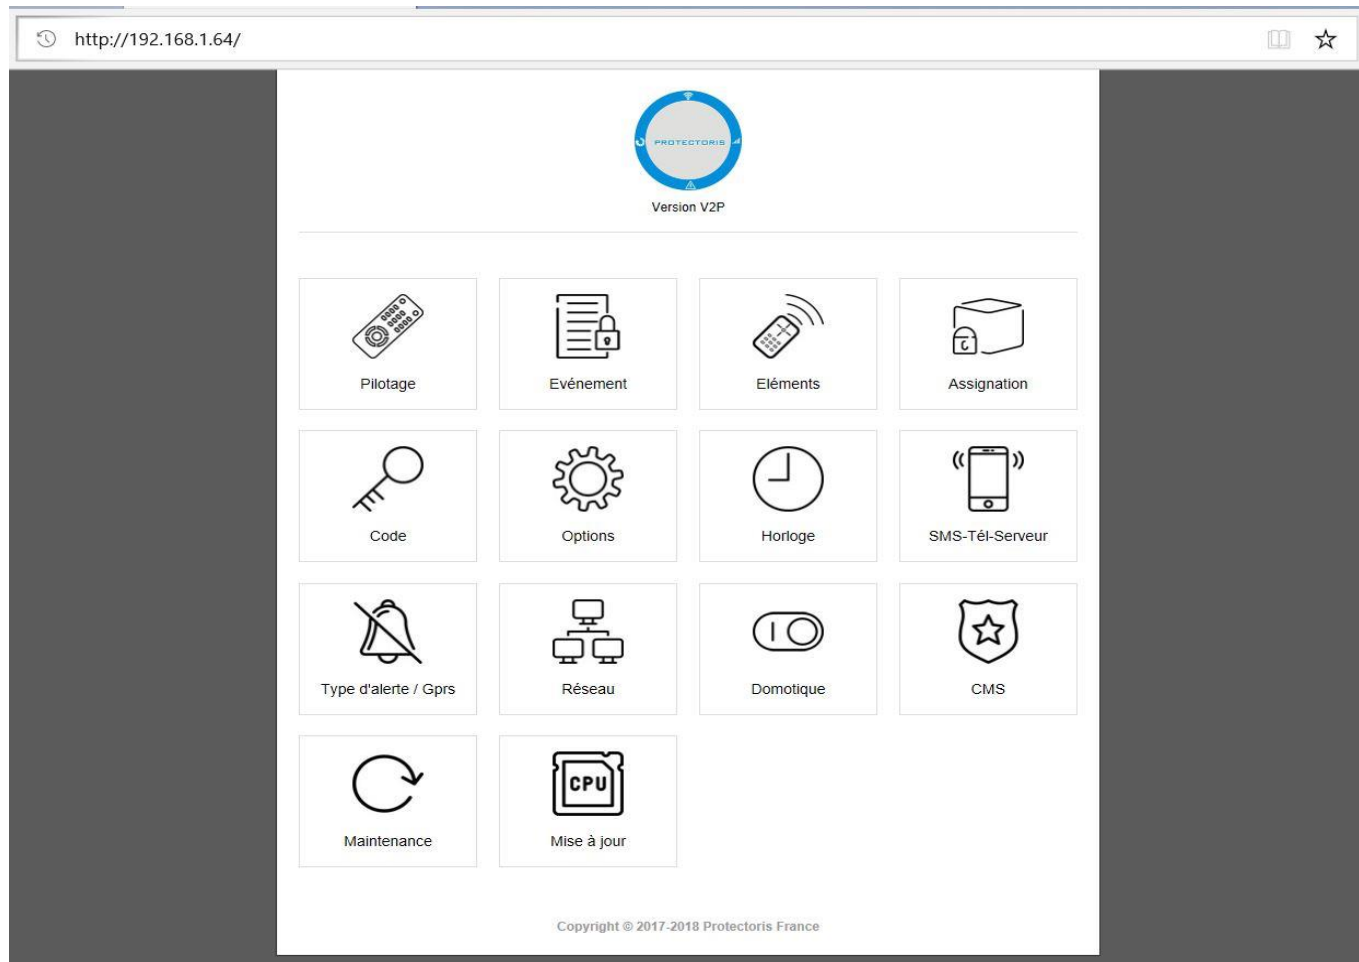 http://192.168.1.64/
PROTECTORIS
Version V2P
Pilotage
Evénement
Eléments
Assignation
Code
Options
Horloge
SMS-Tél-Serveur
Type d'alerte / Gprs
Réseau
Domotique
CMS
CPU
Maintenance
Mise à jour
Copyright © 2017-2018 Protectoris France